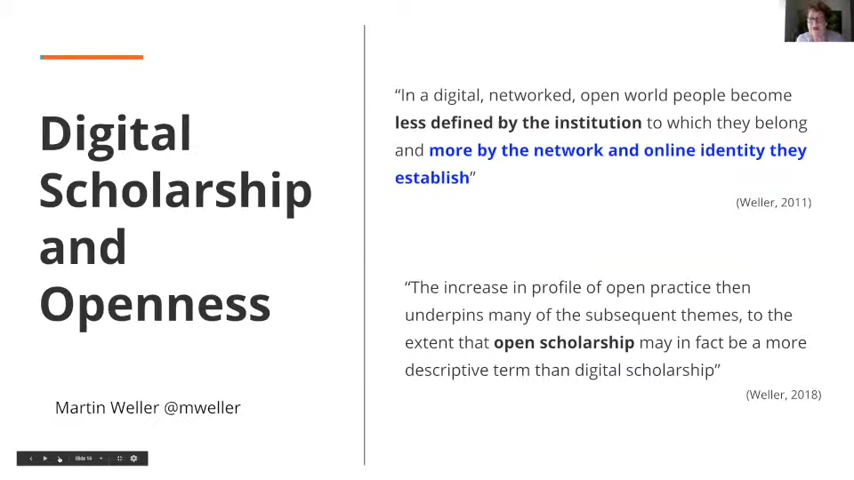 Digital
Scholarship
and
Openness
Martin Weller @mweller
“In a digital, networked, open world people become
less defined by the institution to which they belong
and more by the network and online identity they
establish”
(Weller, 2011)
“The increase in profile of open practice then
underpins many of the subsequent themes, to the
extent that open scholarship may in fact be a more
descriptive term than digital scholarship”
(Weller, 2018)